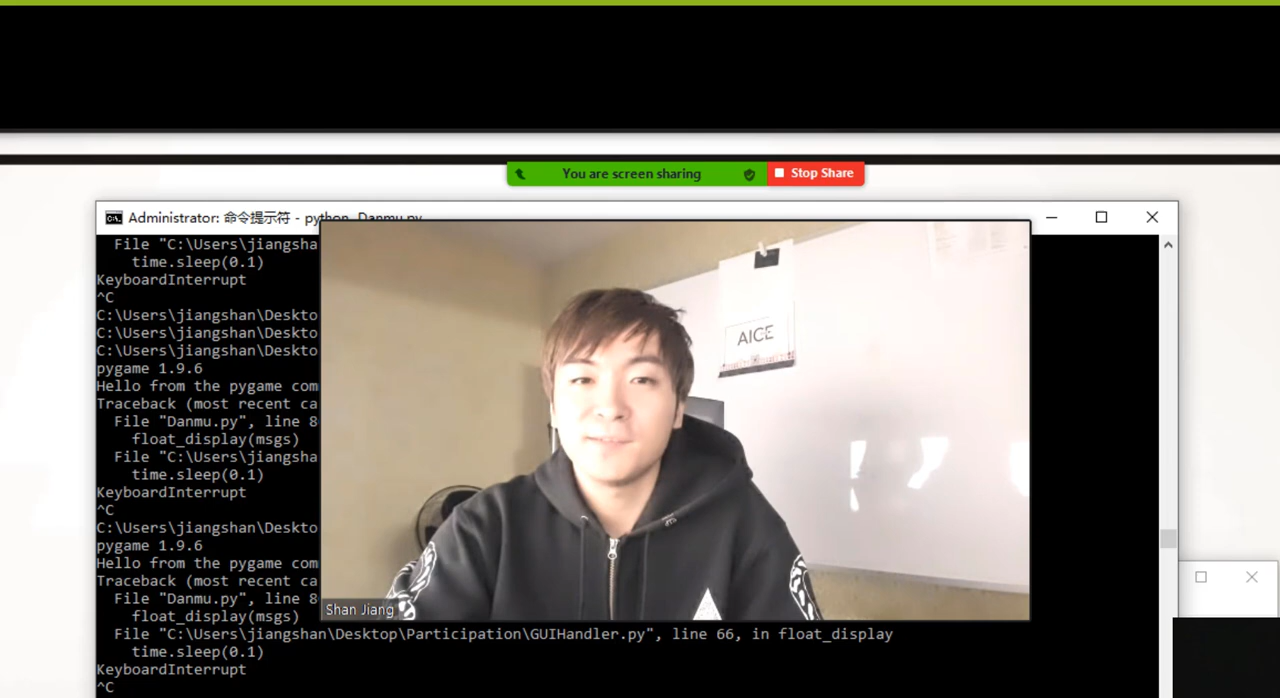 You are screen sharing
Stop Share
Administrator: 命令提示符 - python Danmu.py
File "C:\Users\jiangsha
time.sleep(0.1)
KeyboardInterrupt
^C
C:\Users\jiangshan\Deskto
C:\Users\jiangshan\Deskto
C:\Users\jiangshan\Deskto
pygame 1.9.6
Hello from the pygame com
Traceback (most recent ca
File "Danmu.py", line 8
float_display(msgs)
File "C:\Users\jiangsha
time.sleep(0.1)
KeyboardInterrupt
^C
C:\Users\jiangshan\Deskto
pygame 1.9.6
Hello from the pygame com
Traceback (most recent ca
File "Danmu.py", line 8
float_display(msgs)
File "C:\Users\jiangshan\Desktop\Participation\GUIHandler.py", line 66, in float_display
time.sleep(0.1)
KeyboardInterrupt
^C
AICE
Shan Jiang